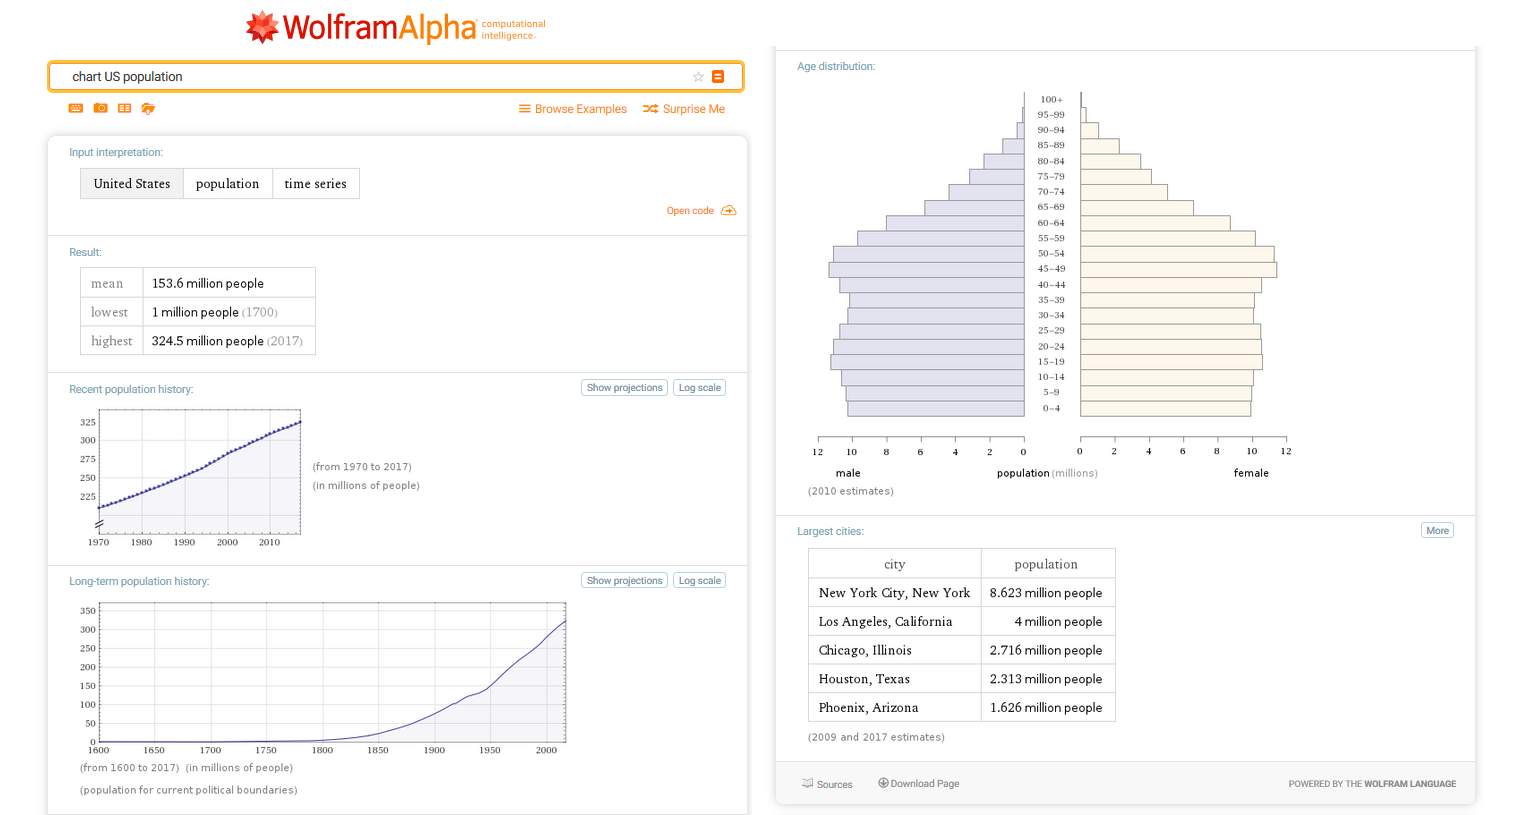 WolframAlpha computational intelligence.
chart US population
Browse Examples Surprise Me
Input interpretation:
United States population time series
Open code
Result:
mean 153.6 million people
lowest 1 million people (1700)
highest 324.5 million people (2017)
Recent population history: Show projections Log scale
325
300
275
250
225
1970 1980 1990 2000 2010
(from 1970 to 2017)
(in millions of people)
Long-term population history: Show projections Log scale
350
300
250
200
150
100
50
0
1600 1650 1700 1750 1800 1850 1900 1950 2000
(from 1600 to 2017) (in millions of people)
(population for current political boundaries)
Age distribution:
100+
95–99
90–94
85–89
80–84
75–79
70–74
65–69
60–64
55–59
50–54
45–49
40–44
35–39
30–34
25–29
20–24
15–19
10–14
5–9
0–4
12 10 8 6 4 2 0 0 2 4 6 8 10 12
male population (millions) female
(2010 estimates)
Largest cities: More
city population
New York City, New York 8.623 million people
Los Angeles, California 4 million people
Chicago, Illinois 2.716 million people
Houston, Texas 2.313 million people
Phoenix, Arizona 1.626 million people
(2009 and 2017 estimates)
Sources Download Page POWERED BY THE WOLFRAM LANGUAGE